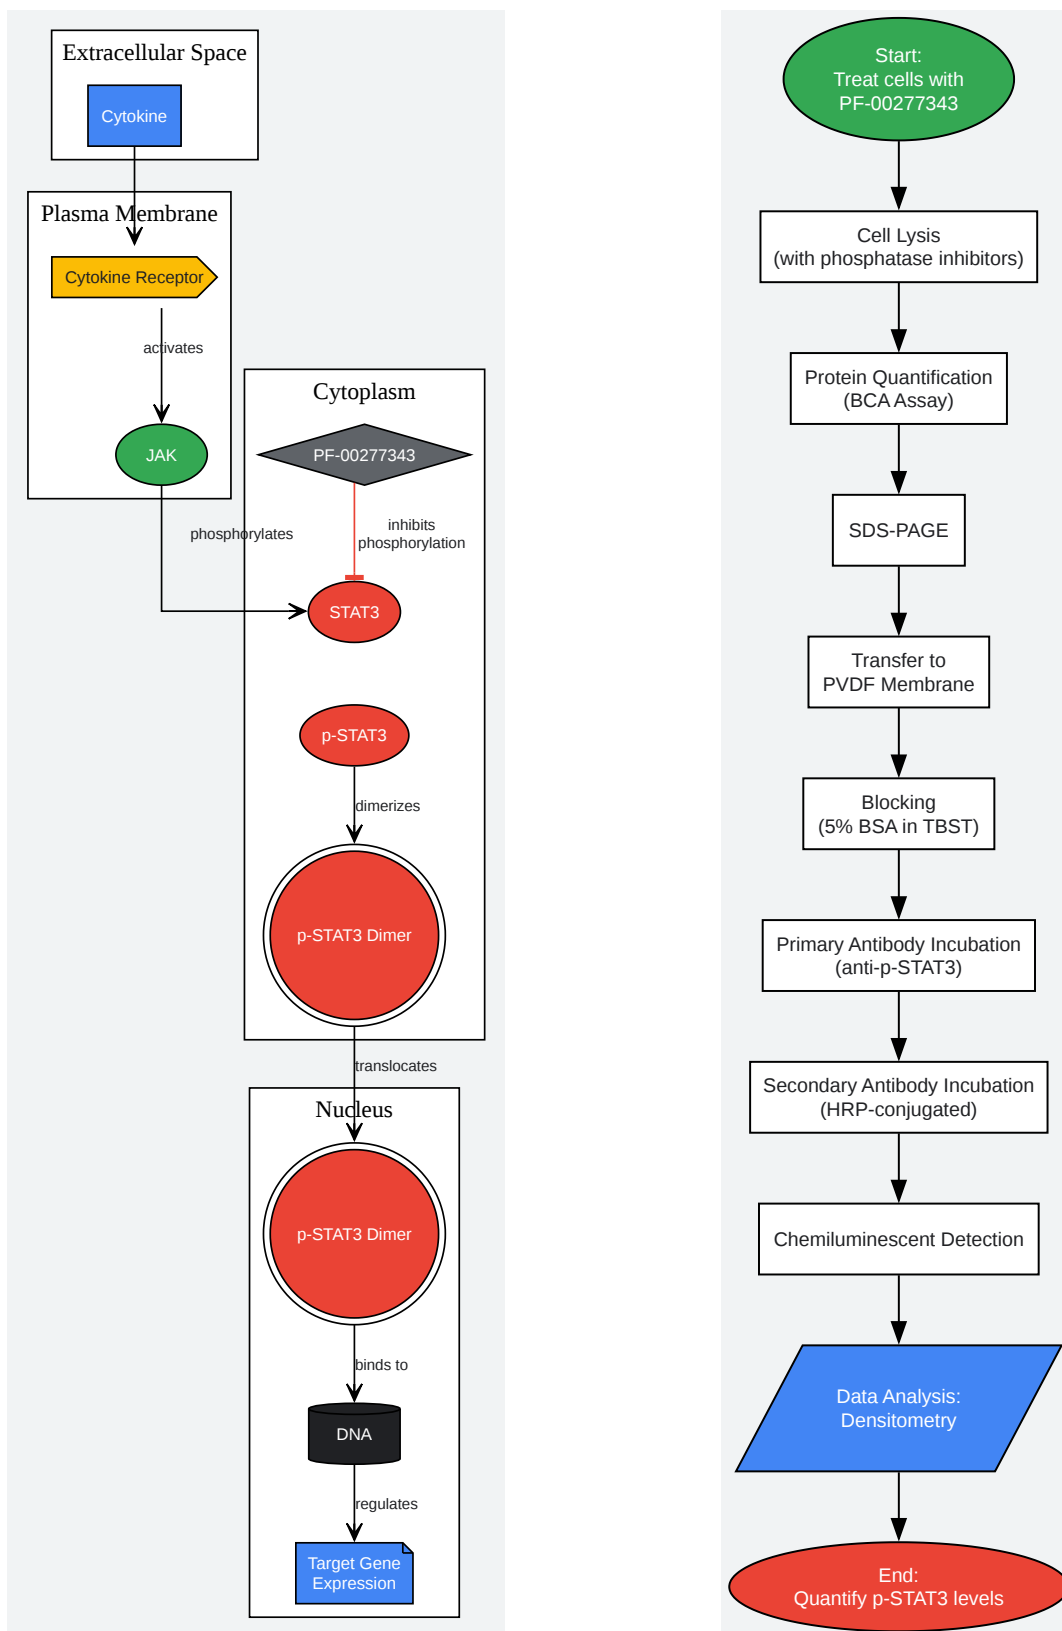 Extracellular Space
Cytokine
Plasma Membrane
Cytokine Receptor
activates
JAK
phosphorylates
Cytoplasm
PF-00277343
inhibits
phosphorylation
STAT3
p-STAT3
dimerizes
p-STAT3 Dimer
translocates
Nucleus
p-STAT3 Dimer
binds to
DNA
regulates
Target Gene
Expression
Start:
Treat cells with
PF-00277343
Cell Lysis
(with phosphatase inhibitors)
Protein Quantification
(BCA Assay)
SDS-PAGE
Transfer to
PVDF Membrane
Blocking
(5% BSA in TBST)
Primary Antibody Incubation
(anti-p-STAT3)
Secondary Antibody Incubation
(HRP-conjugated)
Chemiluminescent Detection
Data Analysis:
Densitometry
End:
Quantify p-STAT3 levels